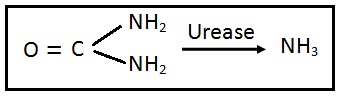 NH₂
Urease
O = C
NH₃
NH₂